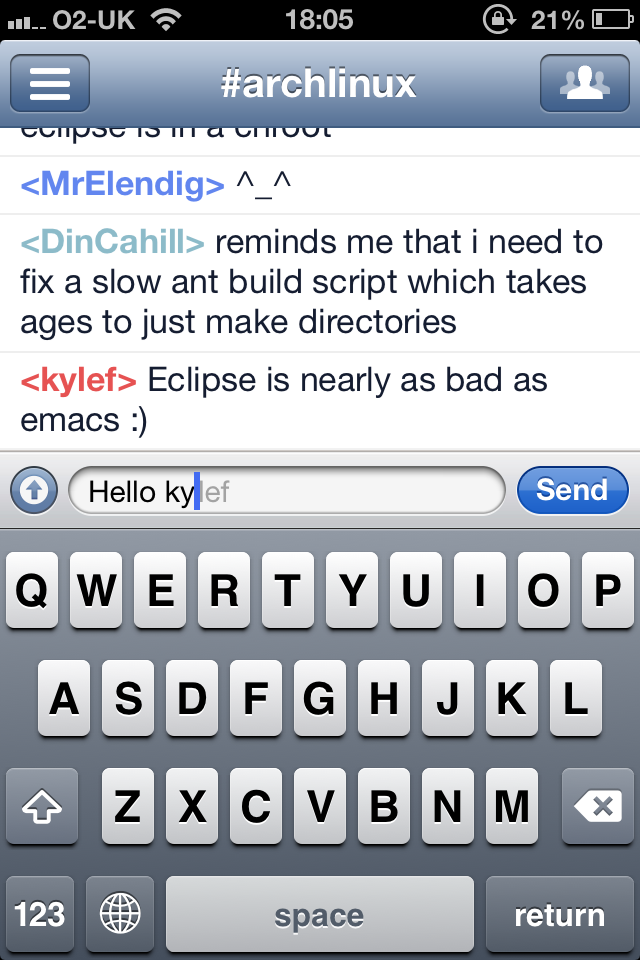 O2-UK 18:05 21%
#archlinux
eclipse is in a chroot
<MrElendig> ^_^
<DinCahill> reminds me that i need to
fix a slow ant build script which takes
ages to just make directories
<kylef> Eclipse is nearly as bad as
emacs :)
Hello kylef Send
Q W E R T Y U I O P
A S D F G H J K L
Z X C V B N M
123 space return